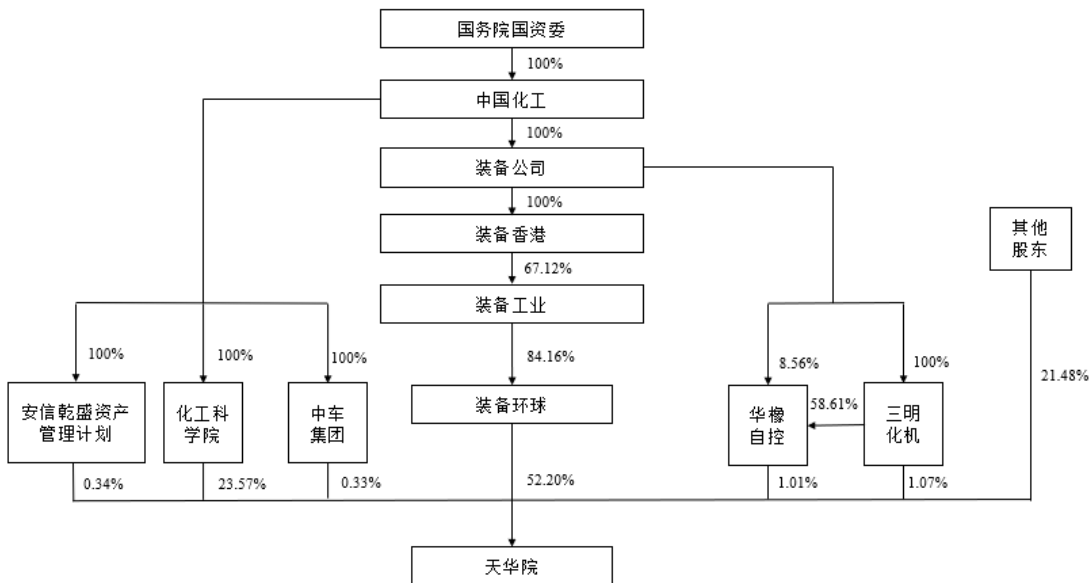 国务院国资委
100%
中国化工
100%
装备公司
100%
装备香港
其他
股东
67.12%
装备工业
100%
100%
100%
84.16%
8.56%
100%
21.48%
安信乾盛资产
管理计划
化工科
学院
中车
集团
装备环球
华橡
自控
58.61%
三明
化机
0.34%
23.57%
0.33%
52.20%
1.01%
1.07%
天华院